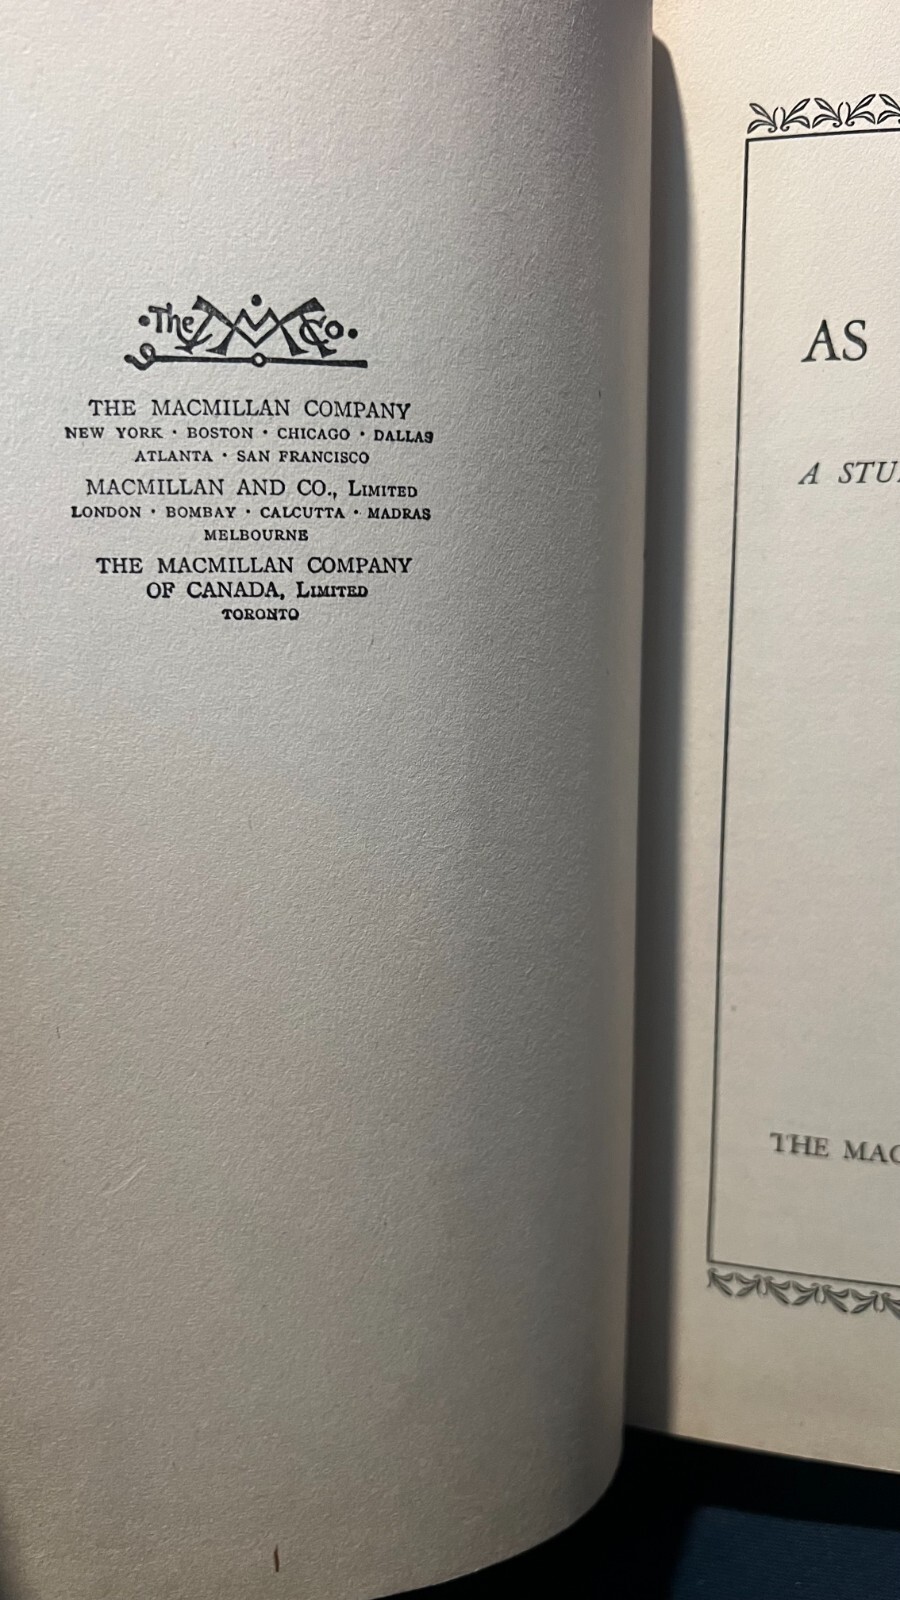 The M Co.
THE MACMILLAN COMPANY
NEW YORK · BOSTON · CHICAGO · DALLAS
ATLANTA · SAN FRANCISCO
MACMILLAN AND CO., LIMITED
LONDON · BOMBAY · CALCUTTA · MADRAS
MELBOURNE
THE MACMILLAN COMPANY
OF CANADA, LIMITED
TORONTO
AS
A STU
THE MAC